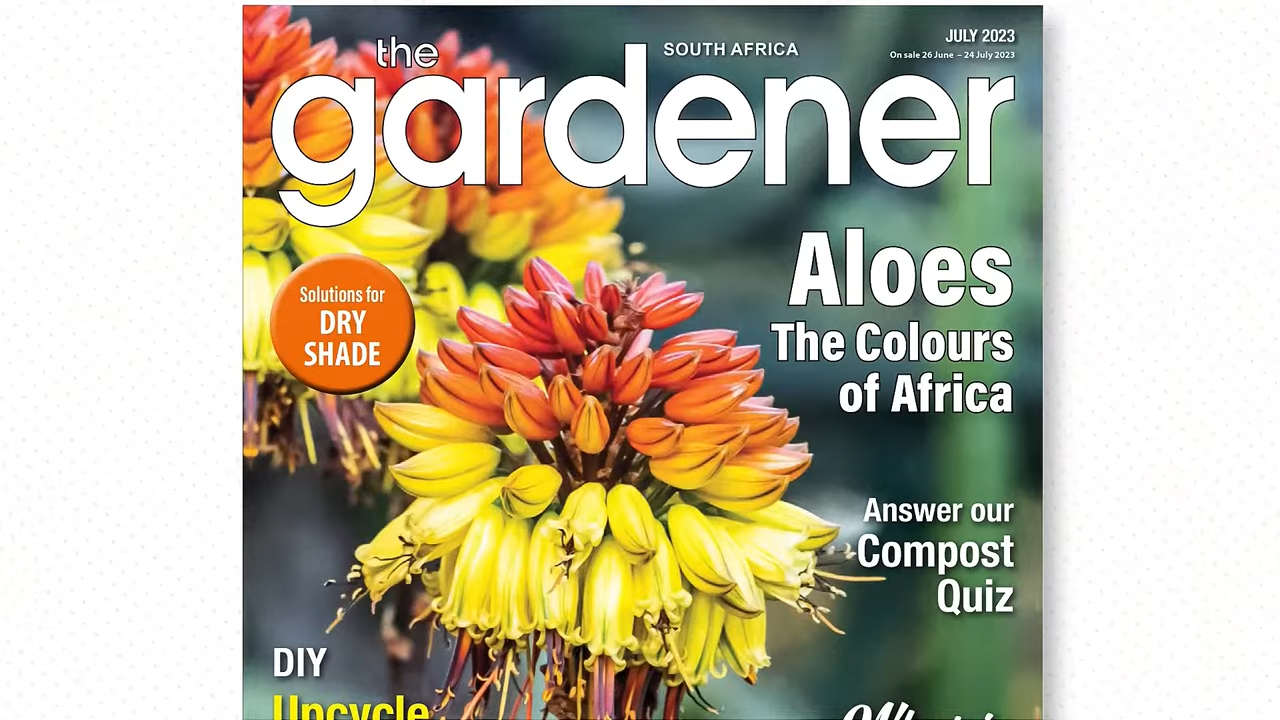 the
SOUTH AFRICA
JULY 2023
On sale 26 June – 24 July 2023
gardener
Aloes
The Colours
of Africa
Solutions for
DRY
SHADE
Answer our
Compost
Quiz
DIY
Upcycle